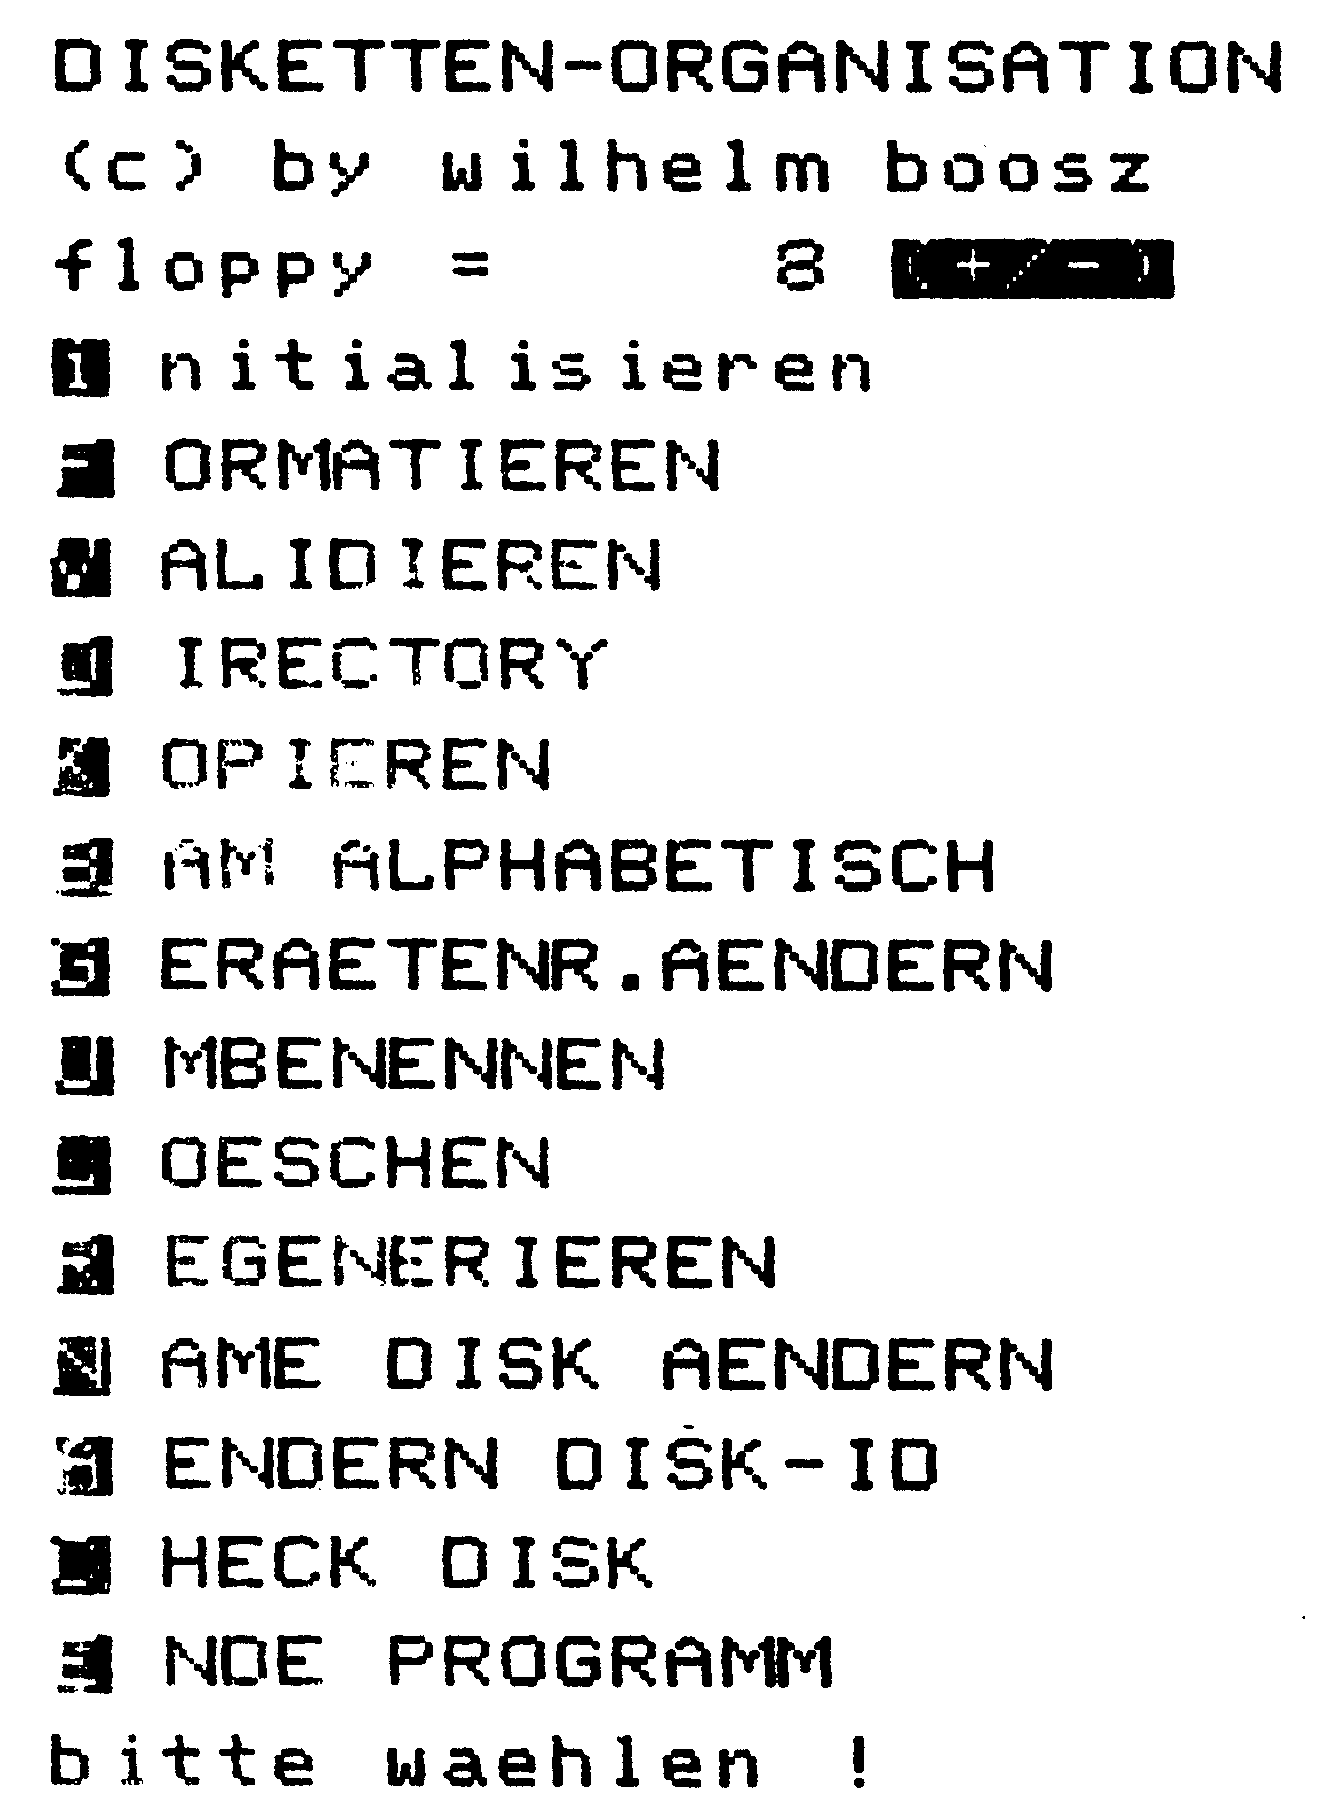 DISKETTEN-ORGANISATION
(c) by wilhelm boosz
floppy =     8 (+/-)
I nitialisieren
F ORMATIEREN
V ALIDIEREN
D IRECTORY
K OPIEREN
B AM ALPHABETISCH
G ERAETENR.AENDERN
U MBENENNEN
L OESCHEN
R EGENERIEREN
N AME DISK AENDERN
A ENDERN DISK-ID
C HECK DISK
E NDE PROGRAMM
bitte waehlen !